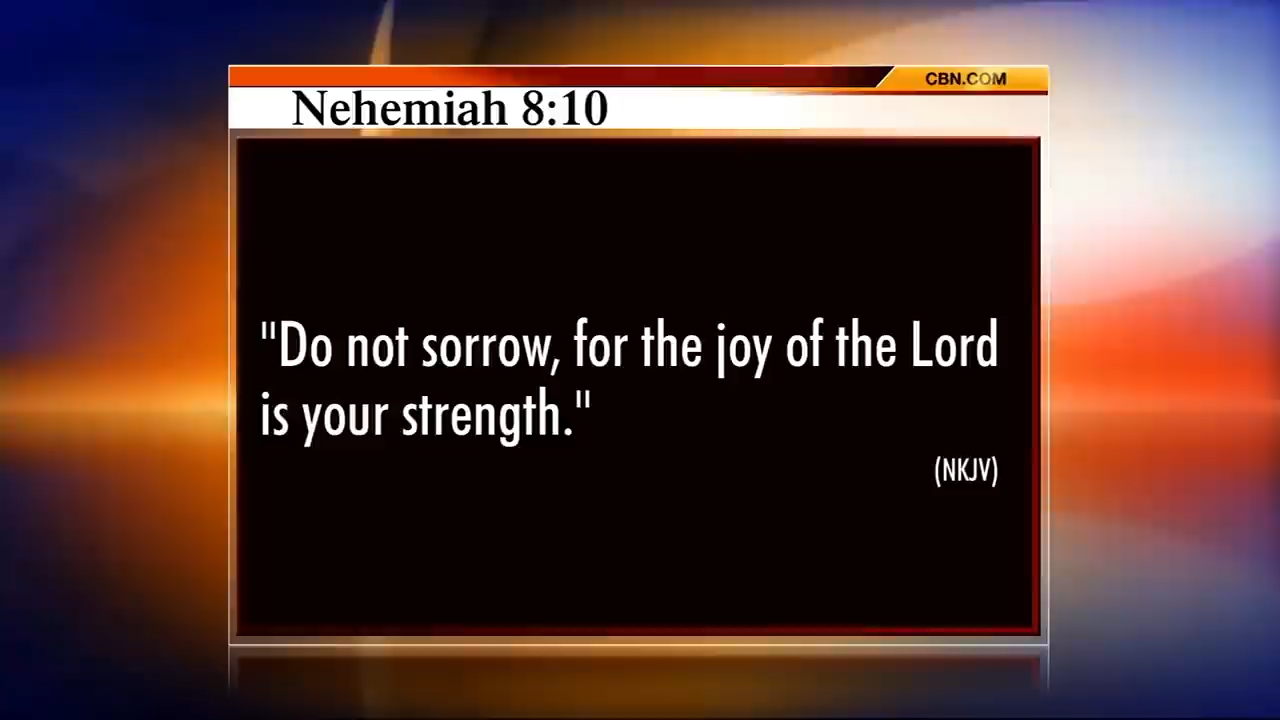 CBN.COM
Nehemiah 8:10
"Do not sorrow, for the joy of the Lord
is your strength."
(NKJV)